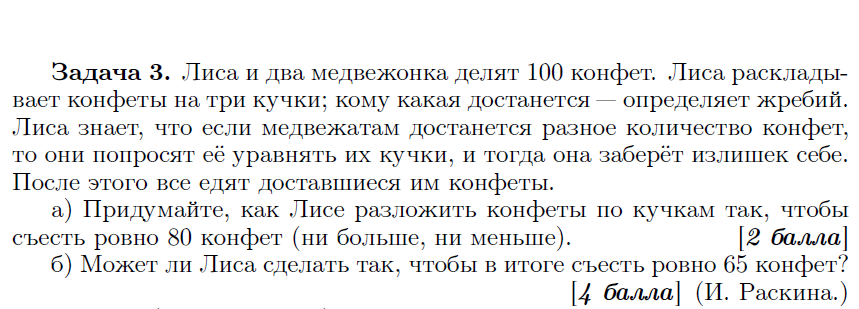 Задача 3. Лиса и два медвежонка делят 100 конфет. Лиса расклады-
вает конфеты на три кучки; кому какая достанется — определяет жребий.
Лиса знает, что если медвежатам достанется разное количество конфет,
то они попросят её уравнять их кучки, и тогда она заберёт излишек себе.
После этого все едят доставшиеся им конфеты.
а) Придумайте, как Лисе разложить конфеты по кучкам так, чтобы
съесть ровно 80 конфет (ни больше, ни меньше). [2 балла]
б) Может ли Лиса сделать так, чтобы в итоге съесть ровно 65 конфет?
[4 балла] (И. Раскина.)